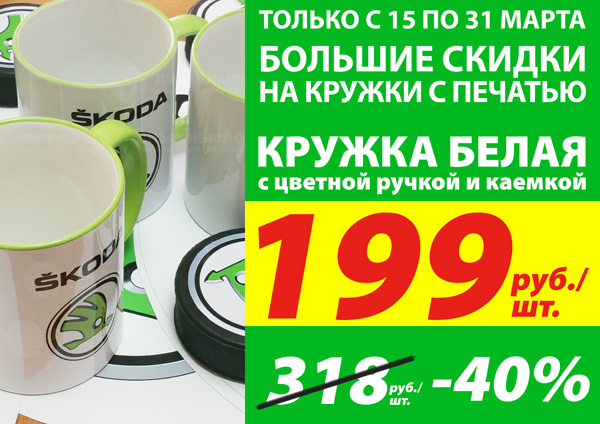 ТОЛЬКО С 15 ПО 31 МАРТА
БОЛЬШИЕ СКИДКИ
НА КРУЖКИ С ПЕЧАТЬЮ
КРУЖКА БЕЛАЯ
с цветной ручкой и каемкой
199 руб./
шт.
318 руб./
шт.
-40%
ŠKODA
ŠKODA